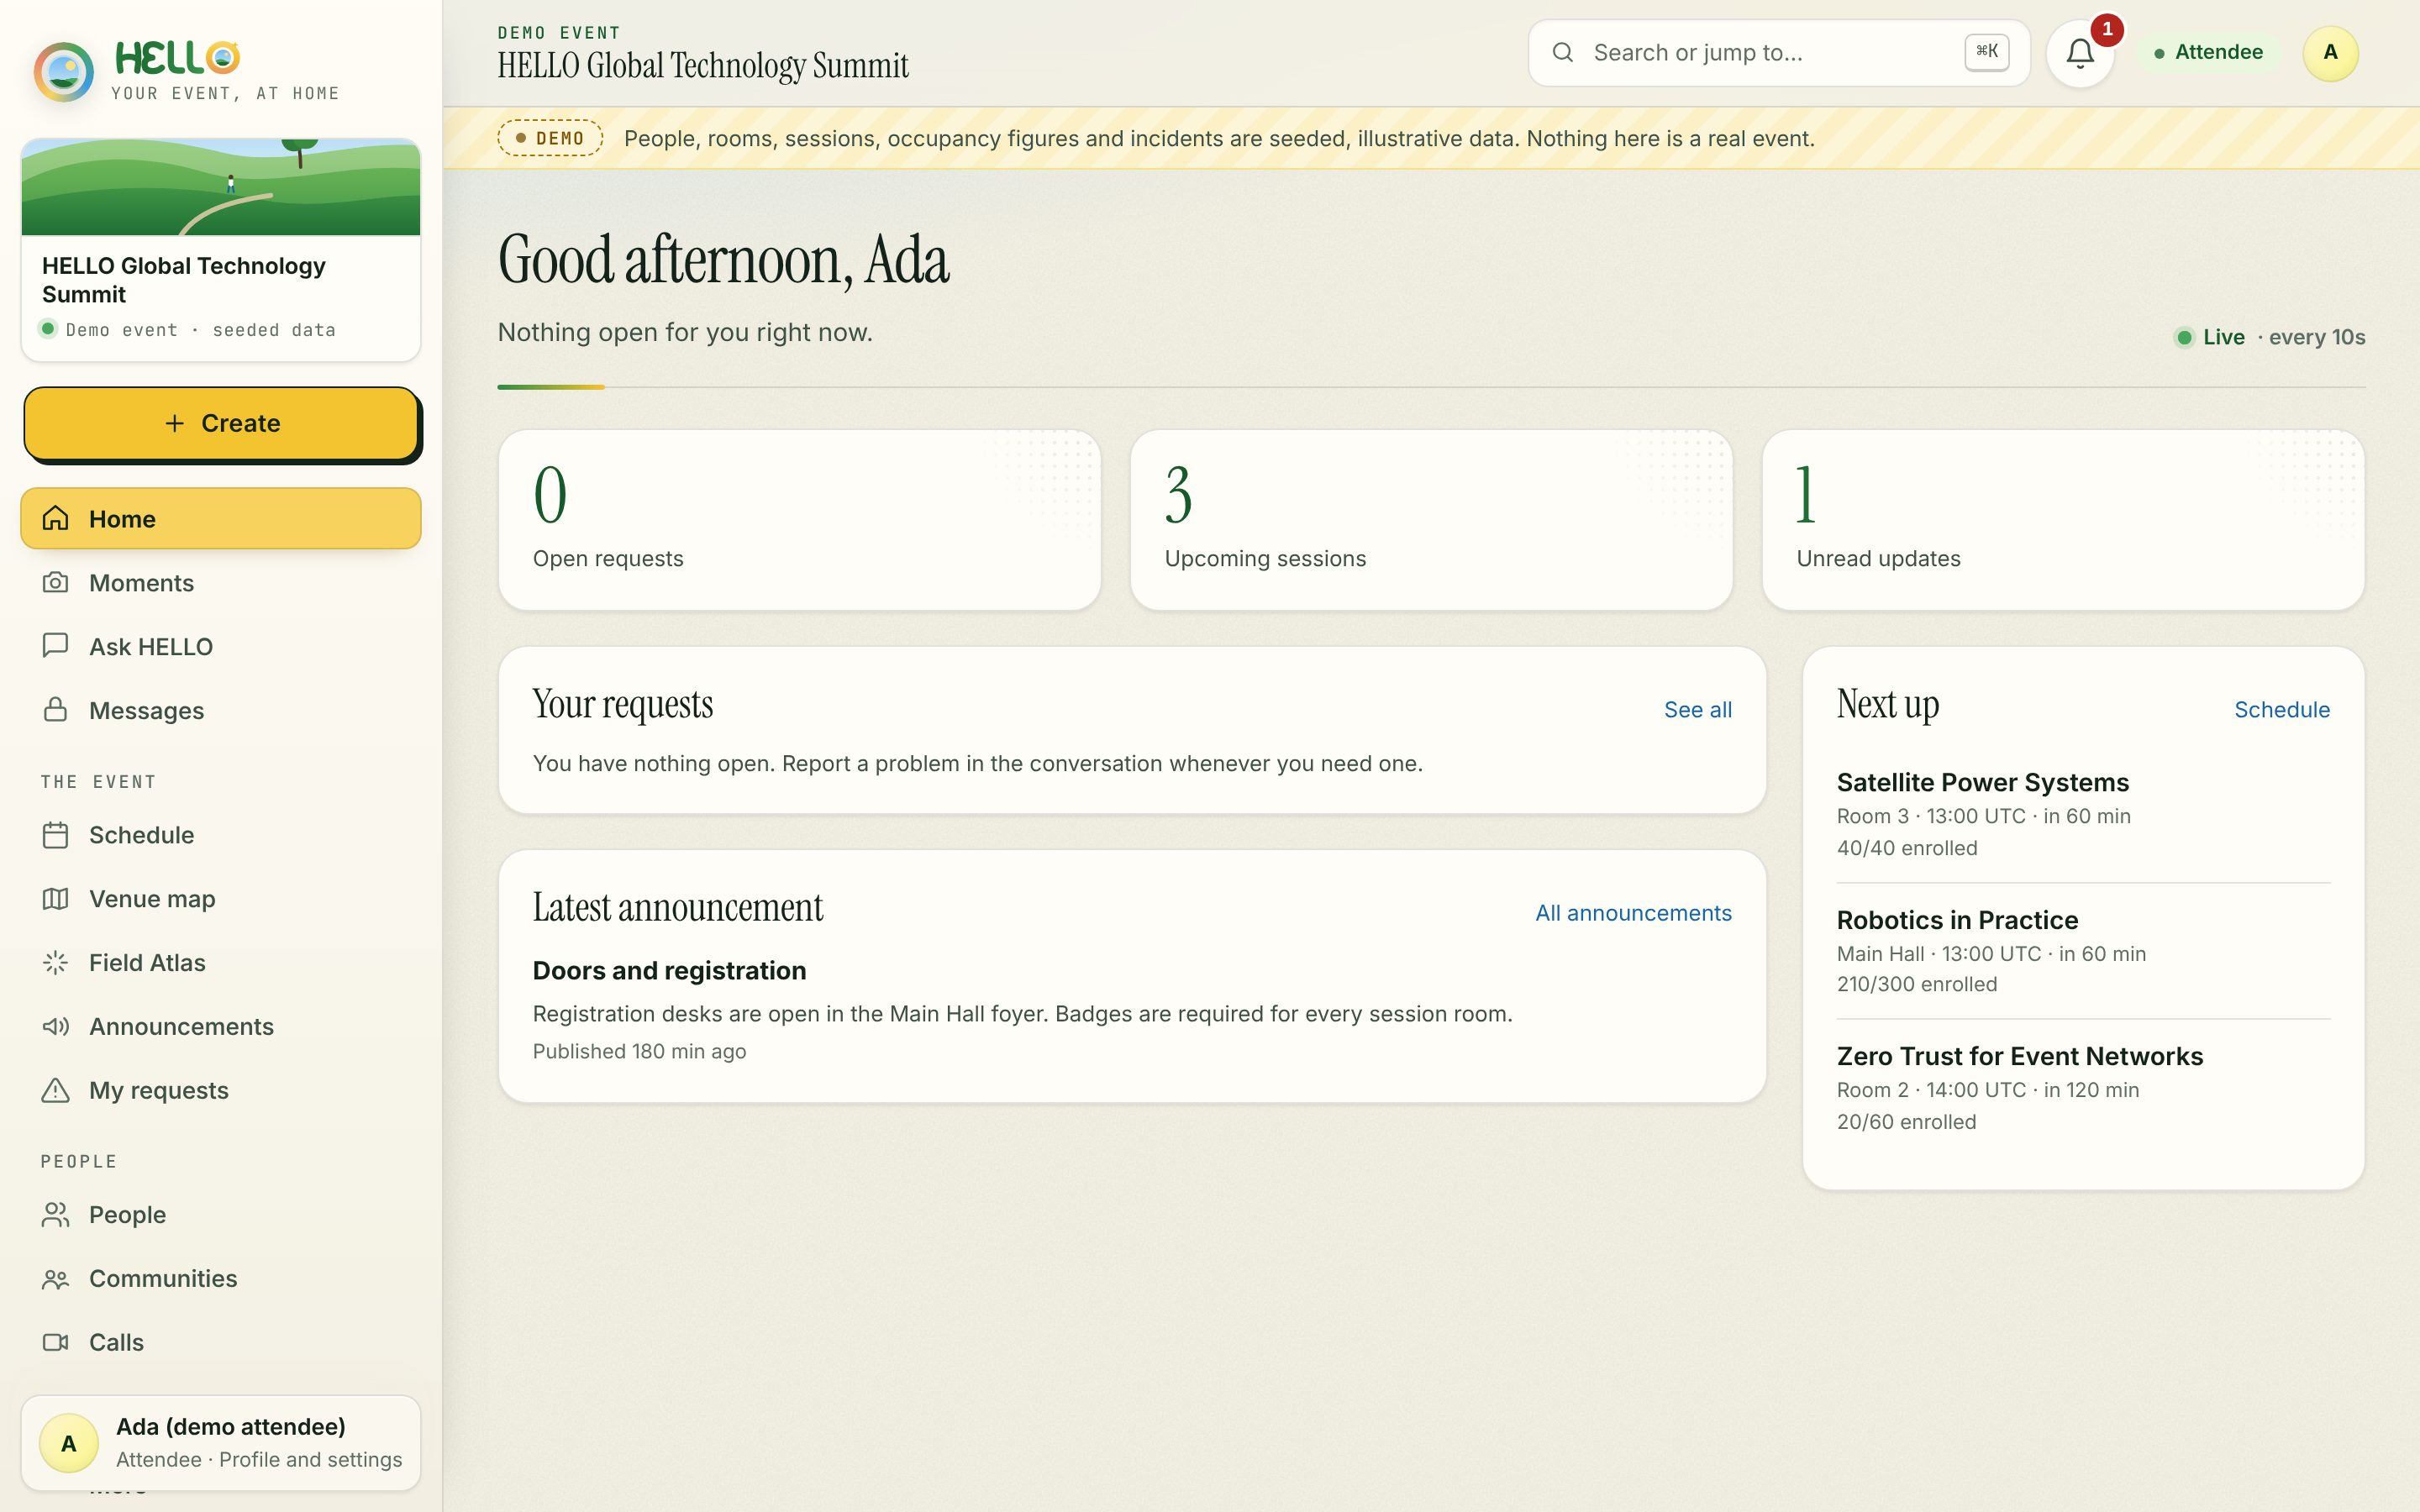 HELLO
YOUR EVENT, AT HOME
HELLO Global Technology
Summit
Demo event · seeded data
+ Create
Home
Moments
Ask HELLO
Messages
THE EVENT
Schedule
Venue map
Field Atlas
Announcements
My requests
PEOPLE
People
Communities
Calls
A
Ada (demo attendee)
Attendee · Profile and settings
DEMO EVENT
HELLO Global Technology Summit
Search or jump to...
⌘K
1
Attendee
A
DEMO
People, rooms, sessions, occupancy figures and incidents are seeded, illustrative data. Nothing here is a real event.
Good afternoon, Ada
Nothing open for you right now.
Live · every 10s
0
Open requests
3
Upcoming sessions
1
Unread updates
Your requests
See all
You have nothing open. Report a problem in the conversation whenever you need one.
Latest announcement
All announcements
Doors and registration
Registration desks are open in the Main Hall foyer. Badges are required for every session room.
Published 180 min ago
Next up
Schedule
Satellite Power Systems
Room 3 · 13:00 UTC · in 60 min
40/40 enrolled
Robotics in Practice
Main Hall · 13:00 UTC · in 60 min
210/300 enrolled
Zero Trust for Event Networks
Room 2 · 14:00 UTC · in 120 min
20/60 enrolled